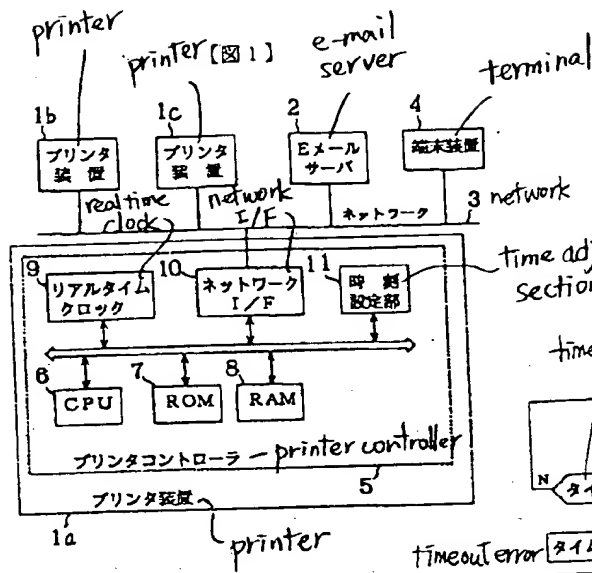 printer
printer
【図1】
e-mail
server
terminal
1b
1c
2
4
プリンタ
装置
プリンタ
装置
Eメール
サーバ
端末装置
real time
clock
network
I/F
ネットワーク
3
network
9
リアルタイム
クロック
10
ネットワーク
I/F
11
時刻
設定部
time adj
section
time
6
CPU
7
ROM
8
RAM
プリンタコントローラ
printer controller
5
N
タイ
プリンタ装置
1a
printer
timeout error
タイム